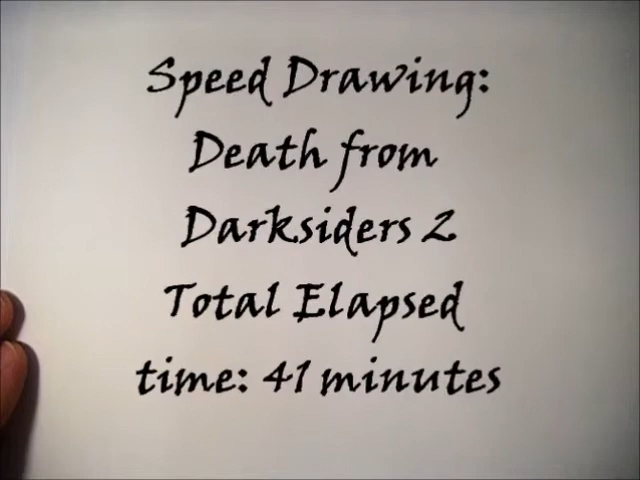 Speed Drawing:
Death from
Darksiders 2
Total Elapsed
time: 41 minutes